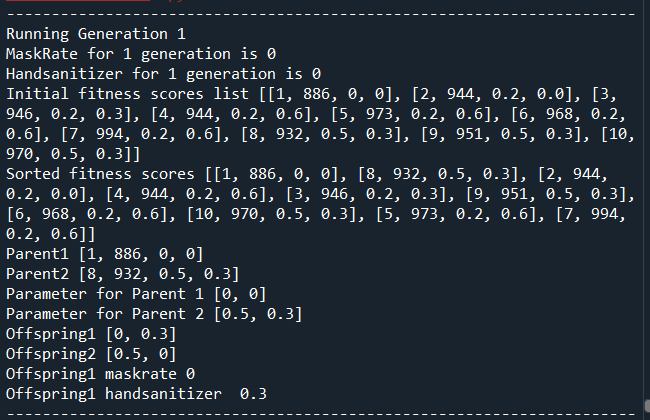 --------------------------------------------------------------
Running Generation 1
MaskRate for 1 generation is 0
Handsanitizer for 1 generation is 0
Initial fitness scores list [[1, 886, 0, 0], [2, 944, 0.2, 0.0], [3,
946, 0.2, 0.3], [4, 944, 0.2, 0.6], [5, 973, 0.2, 0.6], [6, 968, 0.2,
0.6], [7, 994, 0.2, 0.6], [8, 932, 0.5, 0.3], [9, 951, 0.5, 0.3], [10,
970, 0.5, 0.3]]
Sorted fitness scores [[1, 886, 0, 0], [8, 932, 0.5, 0.3], [2, 944,
0.2, 0.0], [4, 944, 0.2, 0.6], [3, 946, 0.2, 0.3], [9, 951, 0.5, 0.3],
[6, 968, 0.2, 0.6], [10, 970, 0.5, 0.3], [5, 973, 0.2, 0.6], [7, 994,
0.2, 0.6]]
Parent1 [1, 886, 0, 0]
Parent2 [8, 932, 0.5, 0.3]
Parameter for Parent 1 [0, 0]
Parameter for Parent 2 [0.5, 0.3]
Offspring1 [0, 0.3]
Offspring2 [0.5, 0]
Offspring1 maskrate 0
Offspring1 handsanitizer  0.3
--------------------------------------------------------------